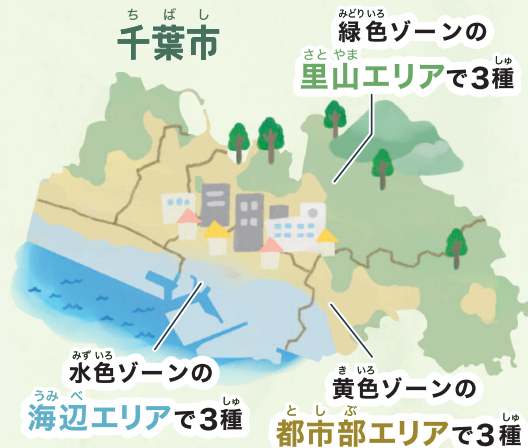 ちばし
千葉市
みどりいろ
緑色ゾーンの
さとやま しゅ
里山エリアで3種
みずいろ
水色ゾーンの
うみべ しゅ
海辺エリアで3種
きいろ
黄色ゾーンの
としぶ しゅ
都市部エリアで3種